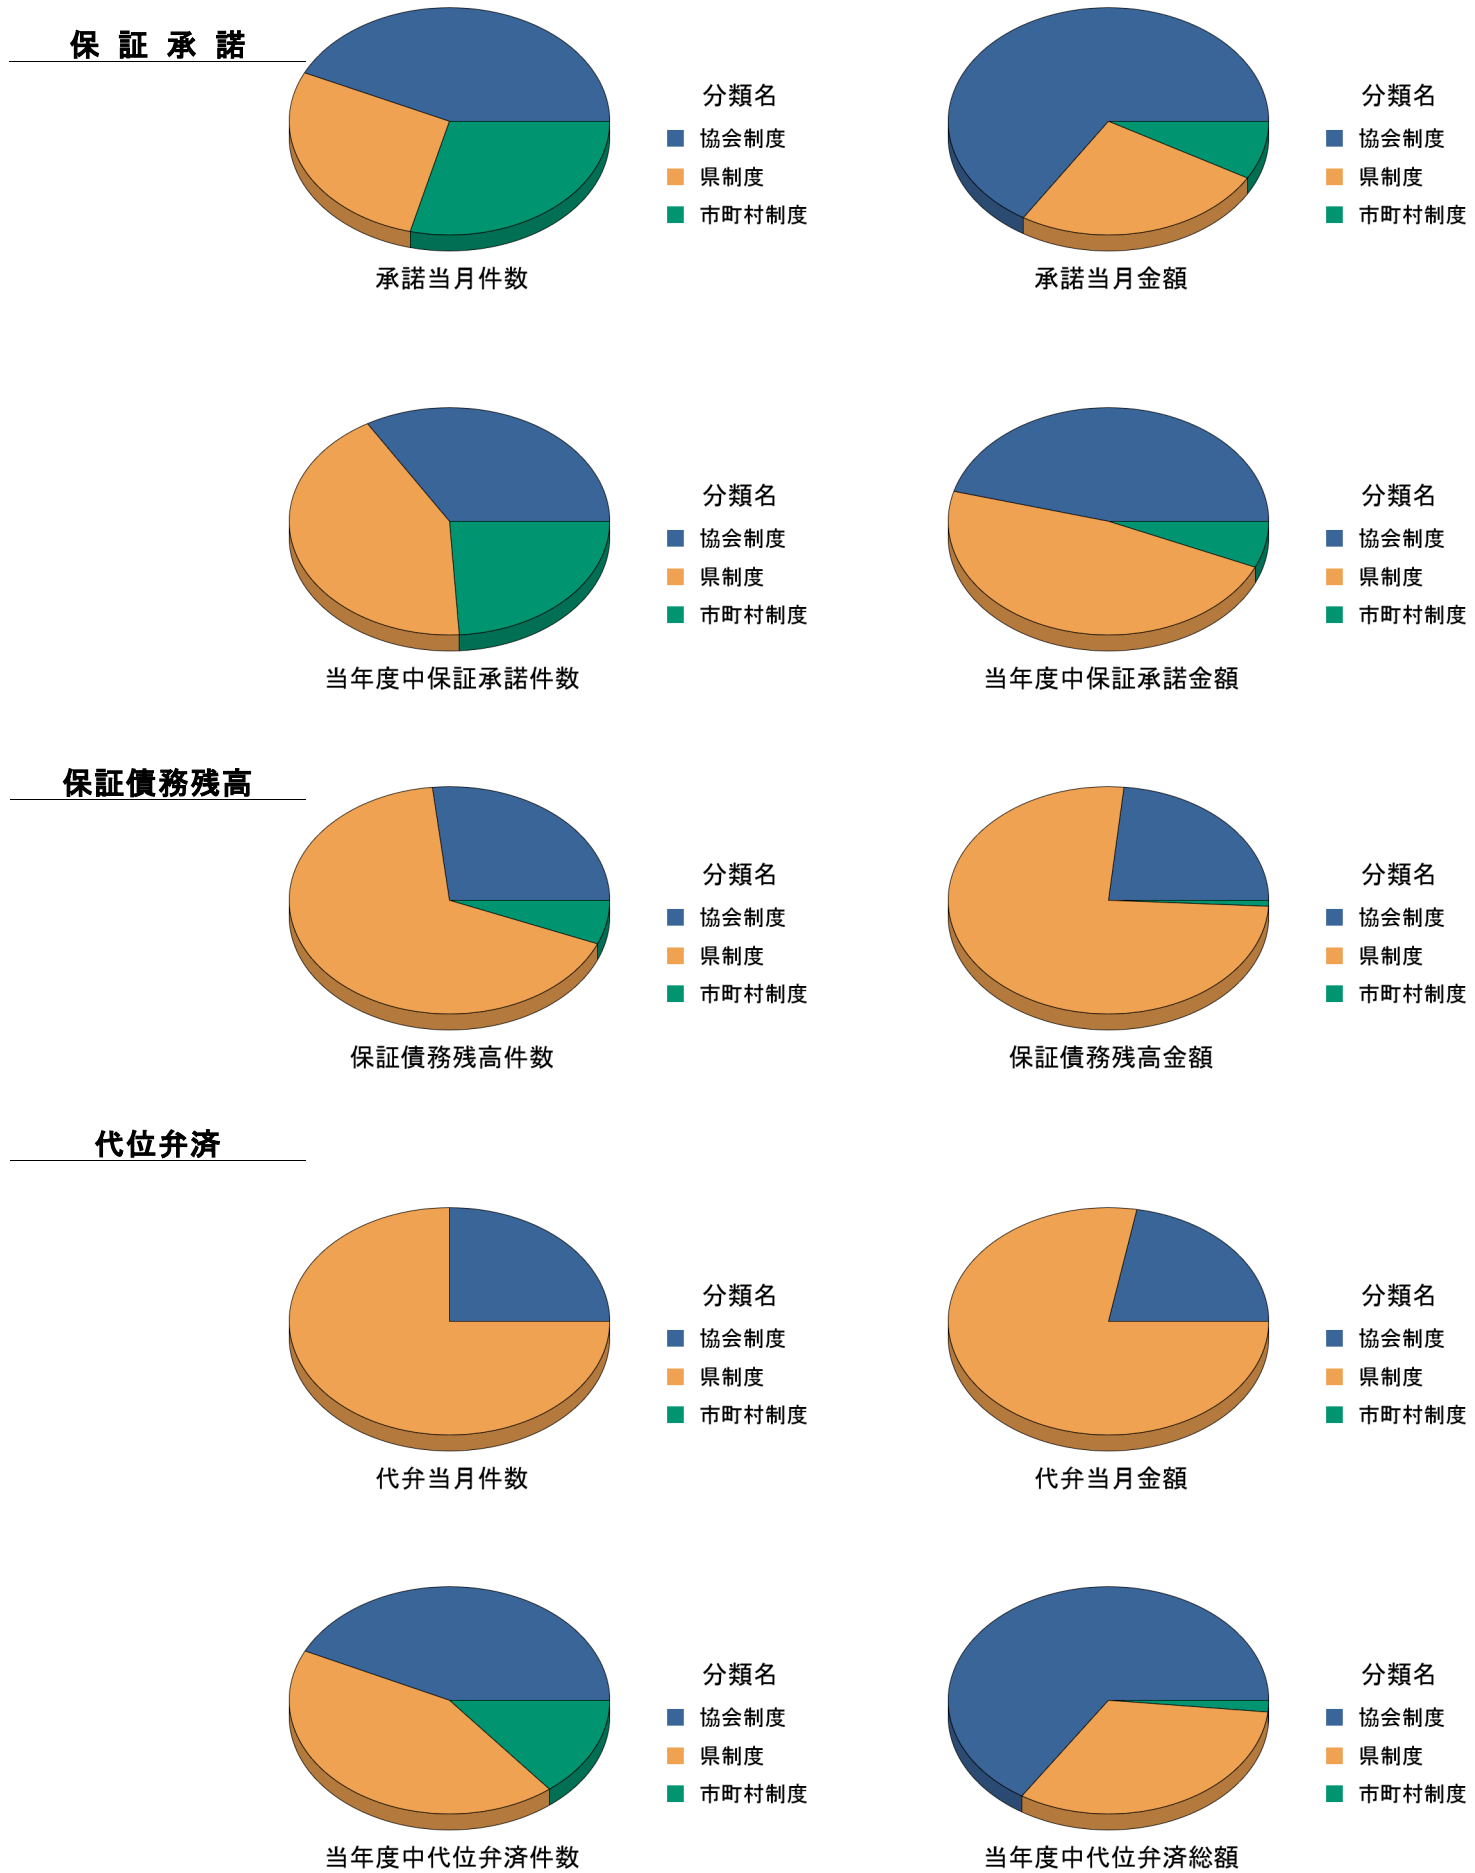 保 証 承 諾
分類名
協会制度
県制度
市町村制度
承諾当月件数
分類名
協会制度
県制度
市町村制度
承諾当月金額
分類名
協会制度
県制度
市町村制度
当年度中保証承諾件数
分類名
協会制度
県制度
市町村制度
当年度中保証承諾金額
保証債務残高
分類名
協会制度
県制度
市町村制度
保証債務残高件数
分類名
協会制度
県制度
市町村制度
保証債務残高金額
代位弁済
分類名
協会制度
県制度
市町村制度
代弁当月件数
分類名
協会制度
県制度
市町村制度
代弁当月金額
分類名
協会制度
県制度
市町村制度
当年度中代位弁済件数
分類名
協会制度
県制度
市町村制度
当年度中代位弁済総額